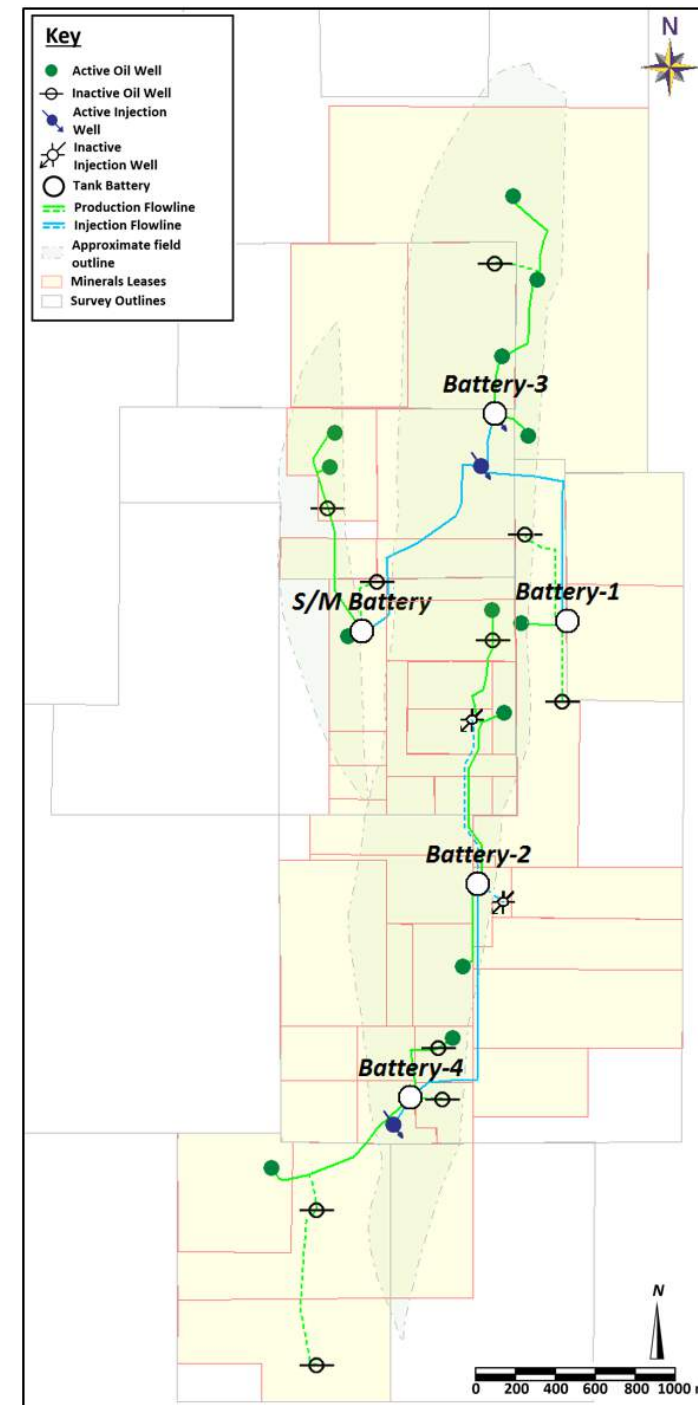 Key
Active Oil Well
Inactive Oil Well
Active Injection
Well
Inactive
Injection Well
Tank Battery
Production Flowline
Injection Flowline
Approximate field
outline
Minerals Leases
Survey Outlines
N
Battery-3
S/M Battery
Battery-1
Battery-2
Battery-4
N
0 200 400 600 800 1000